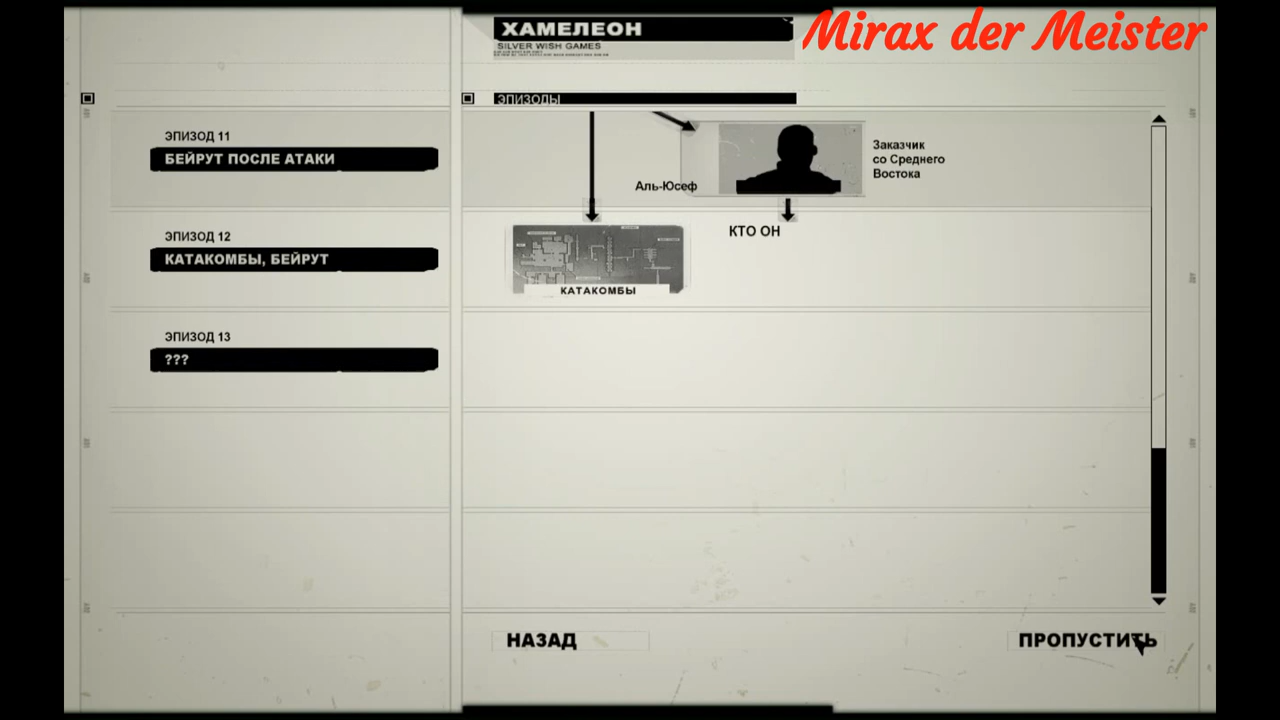 ХАМЕЛЕОН
SILVER WISH GAMES
Mirax der Meister
ЭПИЗОДЫ
ЭПИЗОД 11
БЕЙРУТ ПОСЛЕ АТАКИ
Заказчик
со Среднего
Востока
Аль-Юсеф
ЭПИЗОД 12
КАТАКОМБЫ, БЕЙРУТ
КТО ОН
КАТАКОМБЫ
ЭПИЗОД 13
???
НАЗАД
ПРОПУСТИТЬ